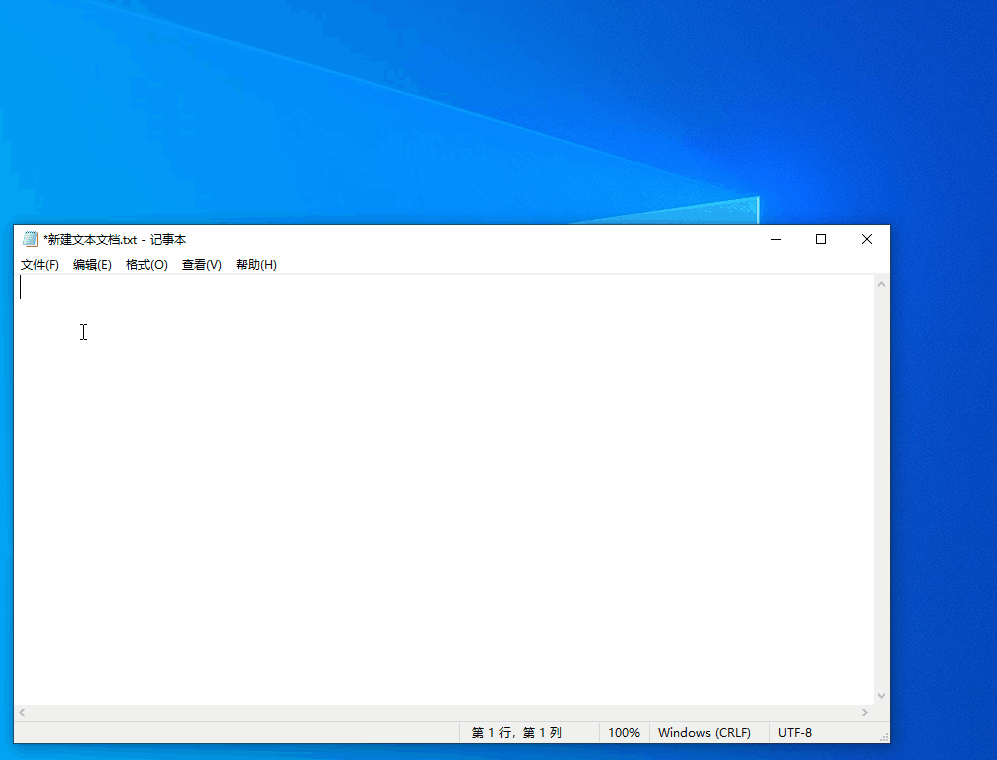 *新建文本文档.txt - 记事本
文件(F) 编辑(E) 格式(O) 查看(V) 帮助(H)
第 1 行，第 1 列 100% Windows (CRLF) UTF-8